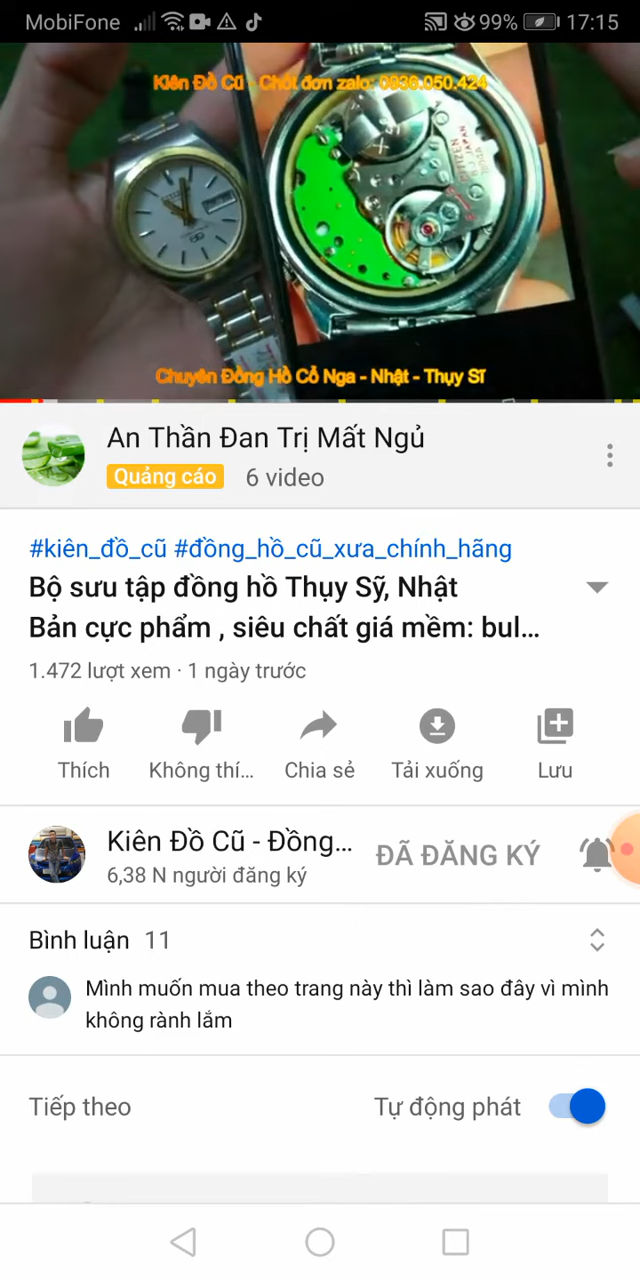 MobiFone
99%
17:15
Kiên Đồ Cũ - Chốt đơn zalo: 0936.050.424
CITIZEN
Chuyên Đồng Hồ Cổ Nga - Nhật - Thụy Sĩ
An Thần Đan Trị Mất Ngủ
Quảng cáo
6 video
#kiên_đồ_cũ #đồng_hồ_cũ_xưa_chính_hãng
Bộ sưu tập đồng hồ Thụy Sỹ, Nhật
Bản cực phẩm , siêu chất giá mềm: bul...
1.472 lượt xem · 1 ngày trước
Thích
Không thí...
Chia sẻ
Tải xuống
Lưu
Kiên Đồ Cũ - Đồng...
6,38 N người đăng ký
ĐÃ ĐĂNG KÝ
Bình luận 11
Mình muốn mua theo trang này thì làm sao đây vì mình
không rành lắm
Tiếp theo
Tự động phát